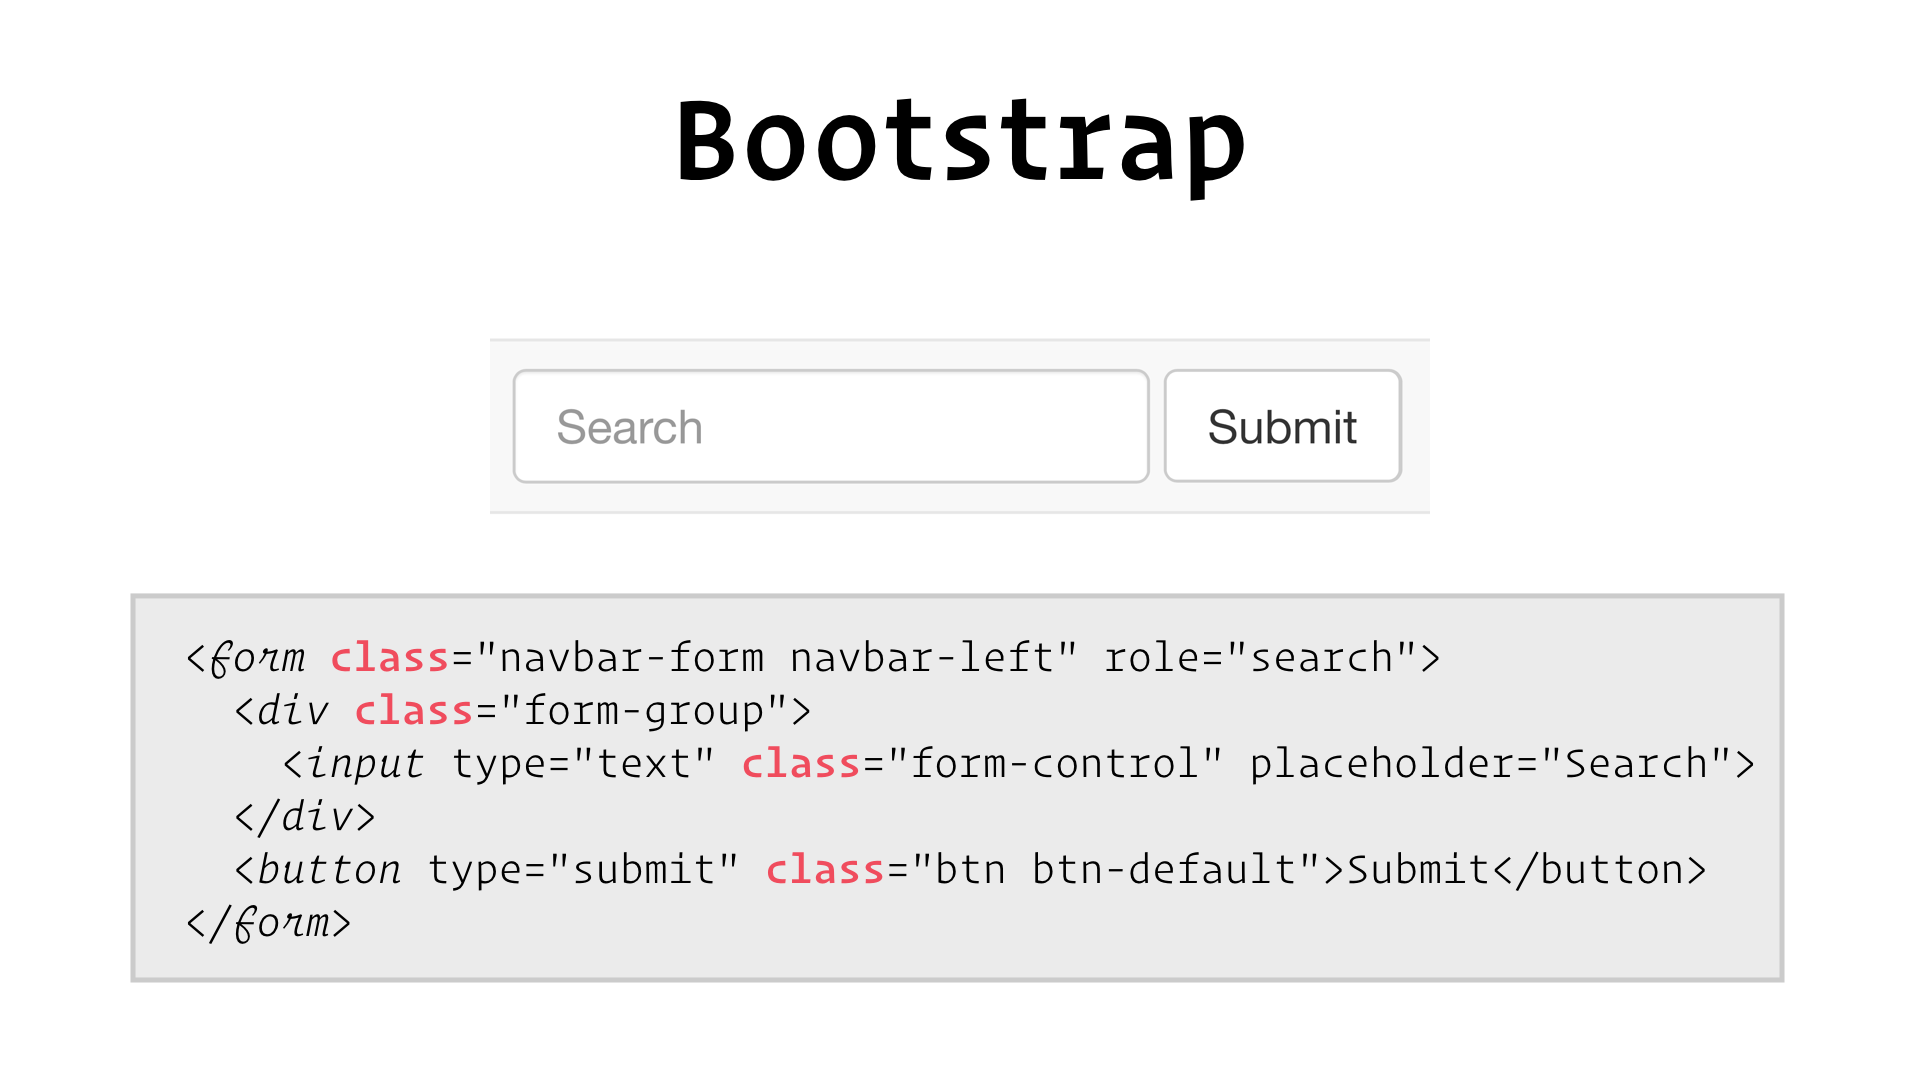 Bootstrap
Search
Submit
<form class="navbar-form navbar-left" role="search">
  <div class="form-group">
    <input type="text" class="form-control" placeholder="Search">
  </div>
  <button type="submit" class="btn btn-default">Submit</button>
</form>